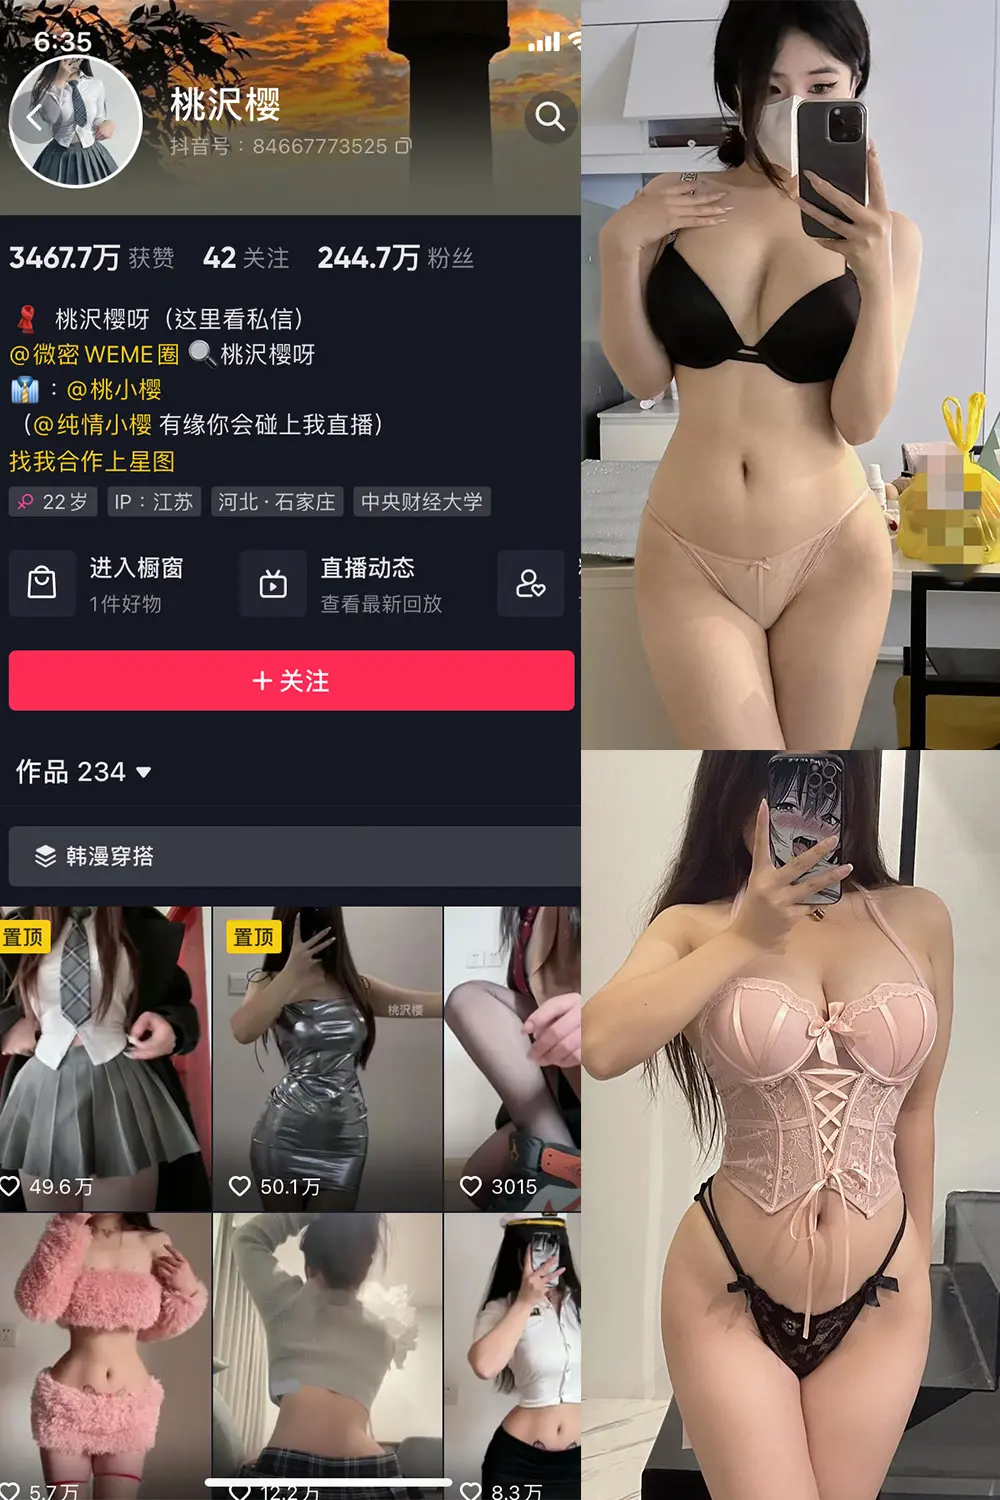 6:35
桃沢樱
抖音号：84667773525
3467.7万 获赞 42 关注 244.7万 粉丝
桃沢樱呀（这里看私信）
@微密WEME圈 桃沢樱呀
：@桃小樱
（@纯情小樱 有缘你会碰上我直播）
找我合作上星图
22岁 IP：江苏 河北·石家庄 中央财经大学
进入橱窗
1件好物
直播动态
查看最新回放
+ 关注
作品 234
韩漫穿搭
置顶
置顶
桃沢樱
49.6万
50.1万
3015
5.7万
12.2万
8.3万